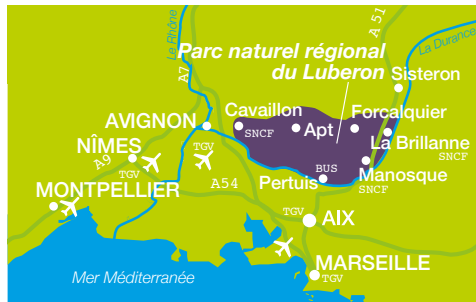 Le Rhône
A7
A 51
La Durance
Parc naturel régional
du Luberon
Sisteron
Cavaillon
SNCF
Apt
Forcalquier
AVIGNON
TGV
La Brillanne
SNCF
NÎMES
TGV
A9
BUS
Pertuis
Manosque
SNCF
MONTPELLIER
A54
TGV
AIX
MARSEILLE
TGV
Mer Méditerranée